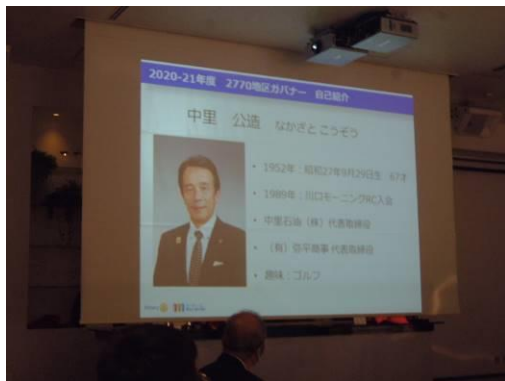 2020-21年度 2770地区ガバナー 自己紹介
中里 公造 なかざと こうぞう
• 1952年：昭和27年9月29日生 67才
• 1989年：川口モーニングRC入会
• 中里石油（株）代表取締役
• （有）弥平商事 代表取締役
• 趣味：ゴルフ
Rotary